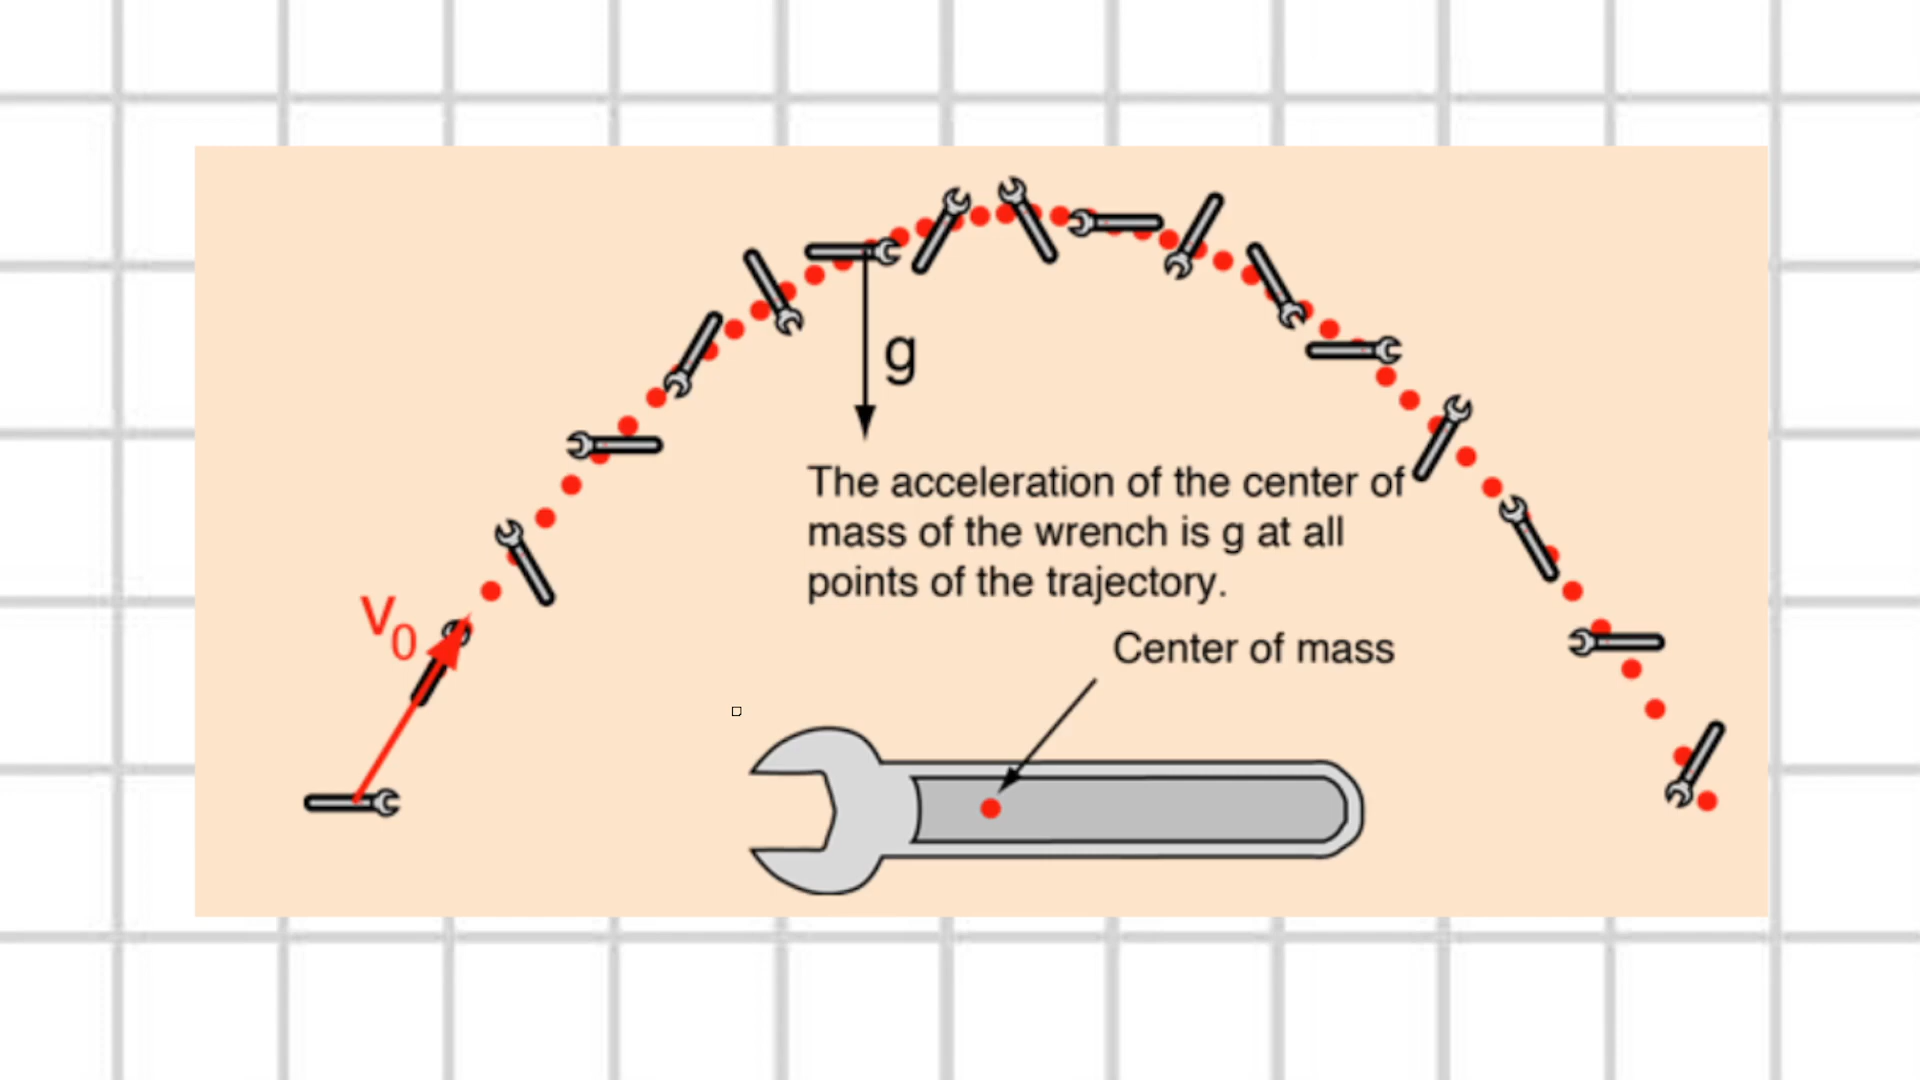 g
The acceleration of the center of
mass of the wrench is g at all
points of the trajectory.
V0
Center of mass